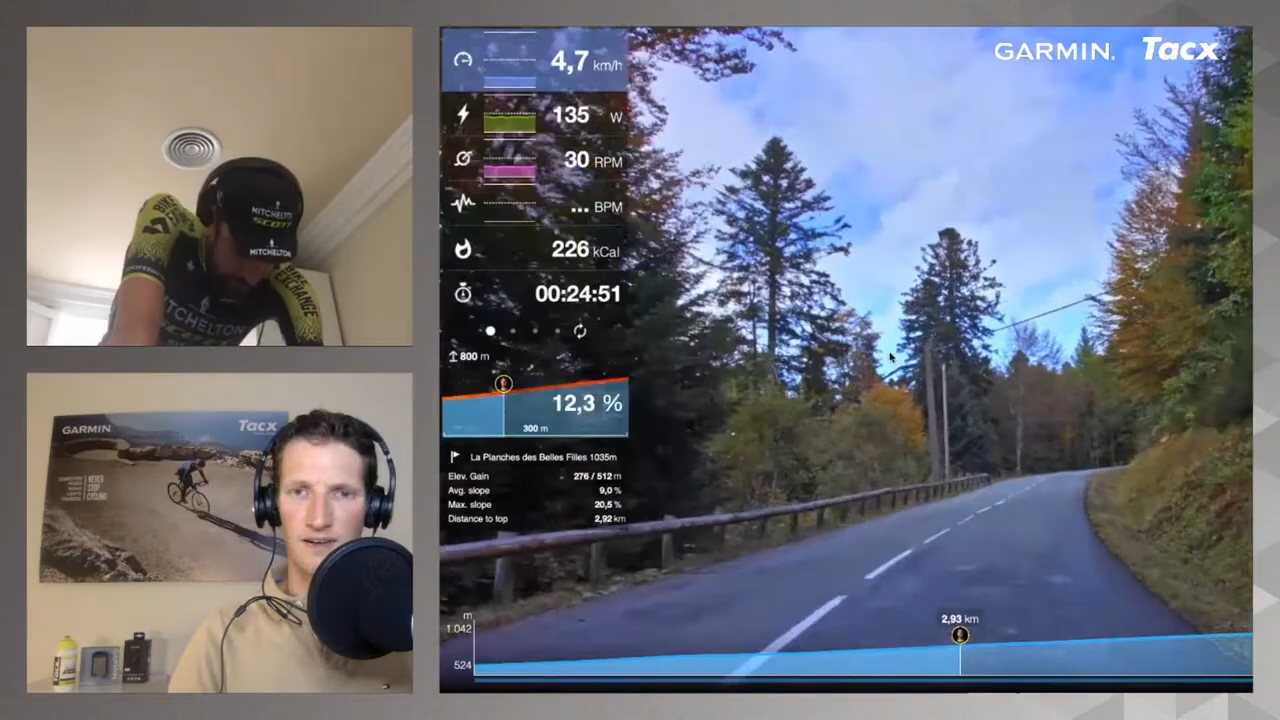 GARMIN. Tacx.
4,7 km/h
135 W
30 RPM
... BPM
226 kCal
00:24:51
800 m
12,3 %
300 m
La Planches des Belles Filles 1035m
Elev. Gain 276 / 512 m
Avg. slope 9,0 %
Max. slope 20,5 %
Distance to top 2,92 km
m
1.042
524
2,93 km
MITCHELTON
SCOTT
MITCHELTON
BIKE
EXCHANGE
MITCHELTON
SCOTT
GARMIN
Tacx
NEVER
STOP
CYCLING